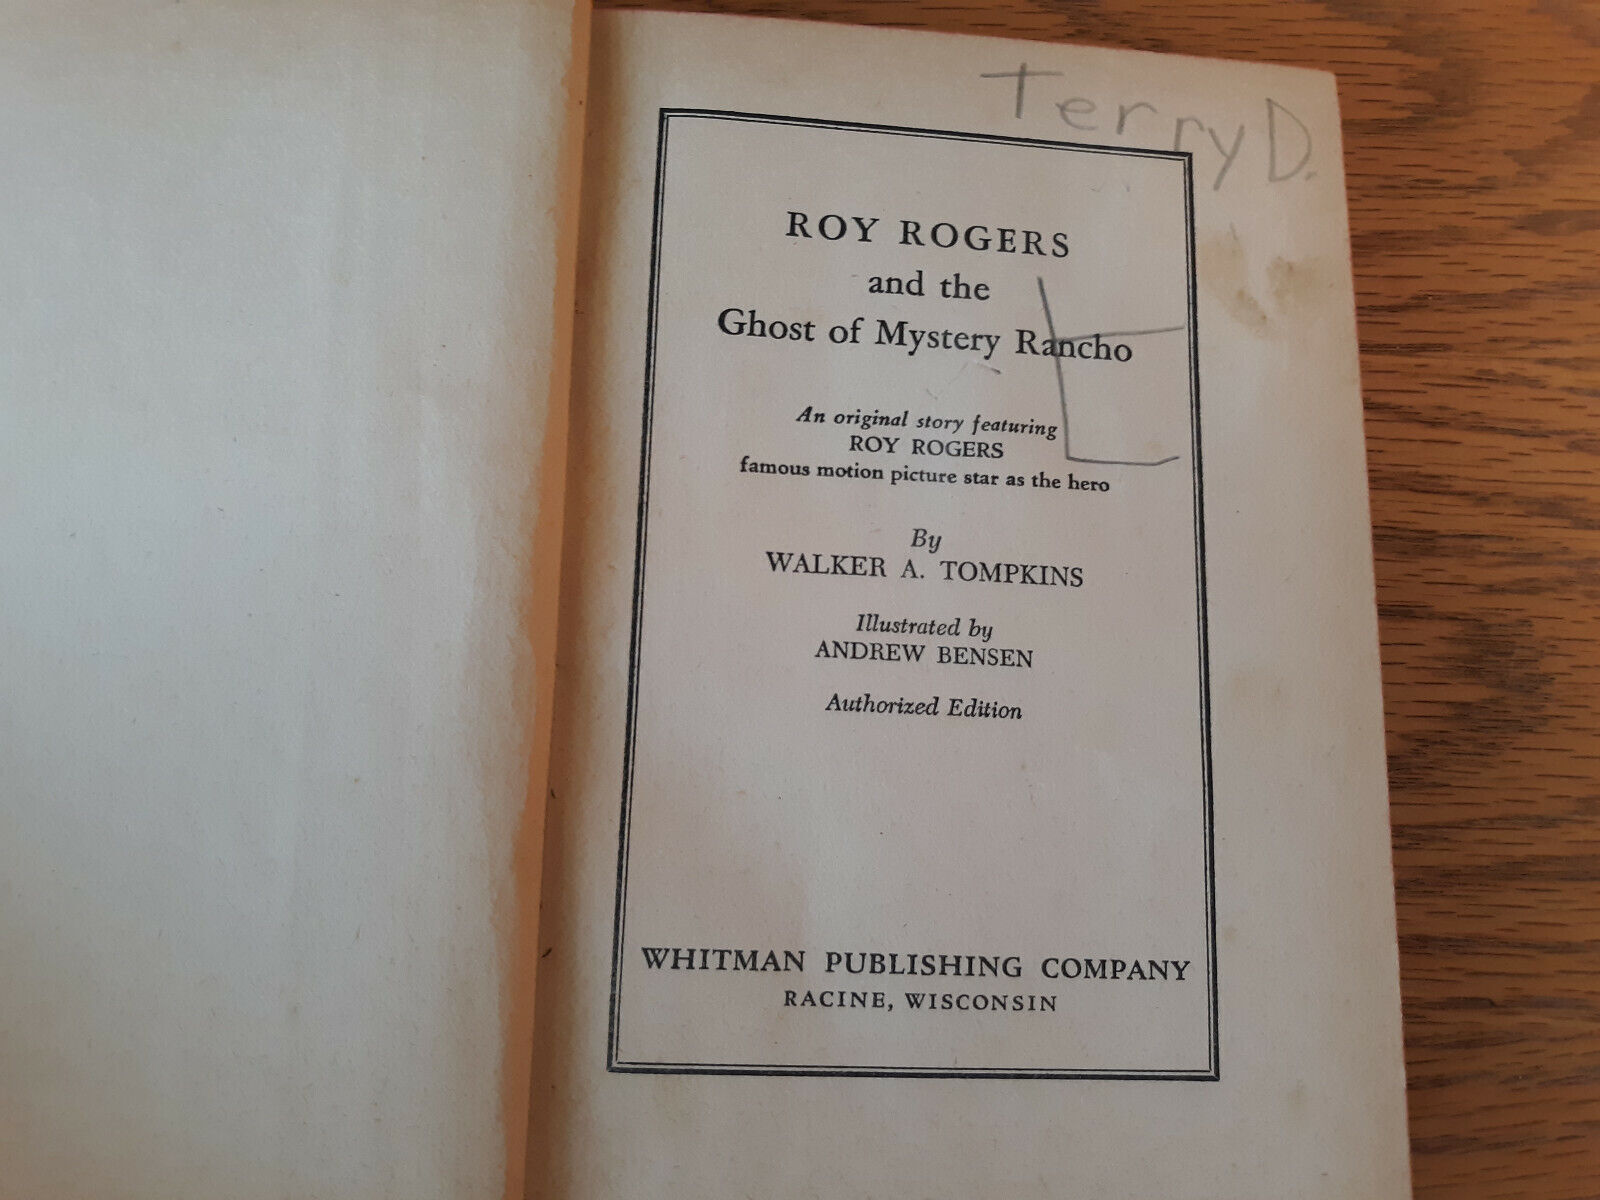 Terry D.
ROY ROGERS
and the
Ghost of Mystery Rancho
An original story featuring
ROY ROGERS
famous motion picture star as the hero
By
WALKER A. TOMPKINS
Illustrated by
ANDREW BENSEN
Authorized Edition
WHITMAN PUBLISHING COMPANY
RACINE, WISCONSIN